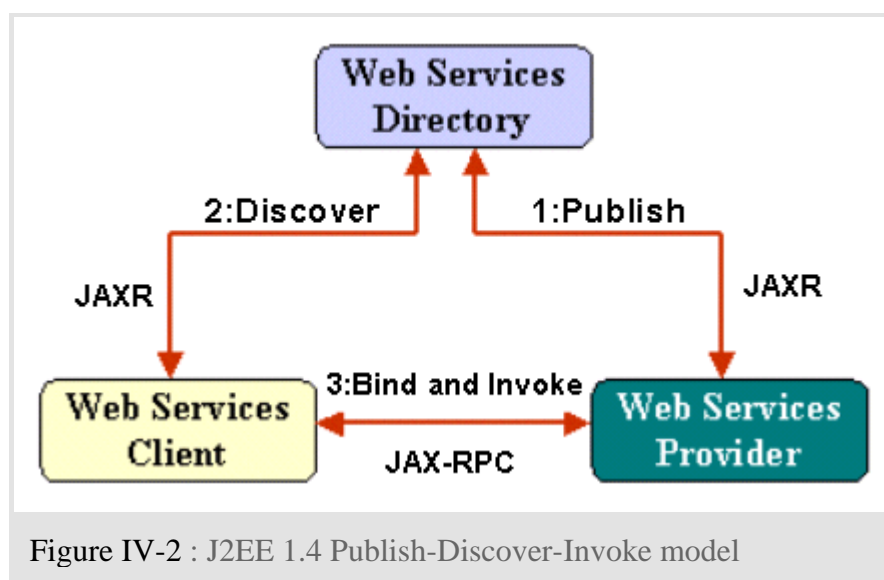 Web Services
Directory
2:Discover
1:Publish
JAXR
JAXR
3:Bind and Invoke
Web Services
Client
JAX-RPC
Web Services
Provider
Figure IV-2 : J2EE 1.4 Publish-Discover-Invoke model